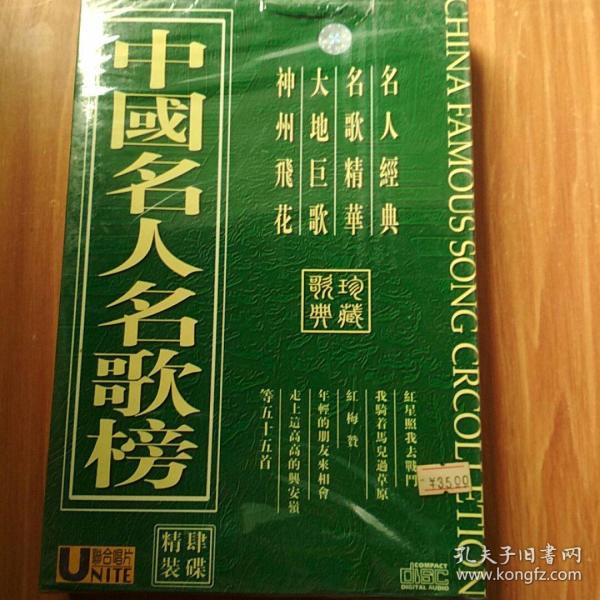 中國名人名歌榜
名人經典
名歌精華
大地巨歌
神州飛花
珍藏
歌典
紅星照我去戰鬥
我騎着馬兒過草原
紅梅贊
年輕的朋友來相會
走上這高高的興安嶺
等五十五首
¥35.00
CHINA FAMOUS SONG CRCOLLETION
肆碟
精裝
聯合唱片
UNITE
COMPACT
disc
DIGITAL AUDIO
孔夫子旧书网
www.kongfz.com